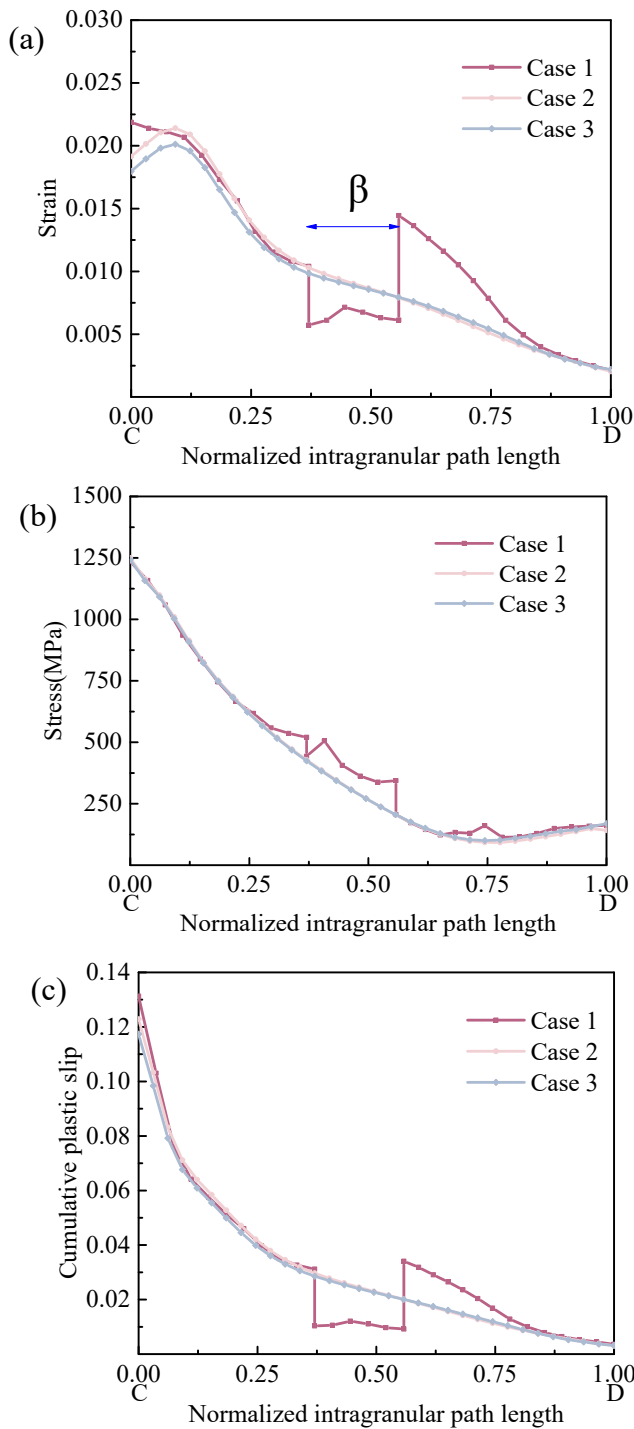 (a)
0.030
0.025
0.020
0.015
0.010
0.005
Strain
Case 1
Case 2
Case 3
β
0.00 0.25 0.50 0.75 1.00
C D
Normalized intragranular path length
(b)
1500
1250
1000
750
500
250
Stress(MPa)
Case 1
Case 2
Case 3
0.00 0.25 0.50 0.75 1.00
C D
Normalized intragranular path length
(c)
0.14
0.12
0.10
0.08
0.06
0.04
0.02
Cumulative plastic slip
Case 1
Case 2
Case 3
0.00 0.25 0.50 0.75 1.00
C D
Normalized intragranular path length